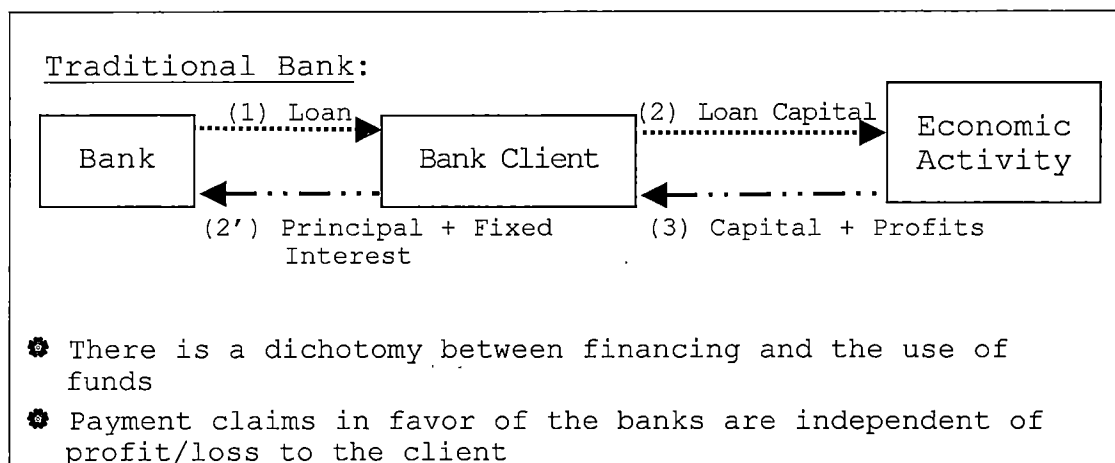 Traditional Bank:
(1) Loan
(2) Loan Capital
Bank
Bank Client
Economic
Activity
(2') Principal + Fixed
Interest
(3) Capital + Profits
There is a dichotomy between financing and the use of
funds
Payment claims in favor of the banks are independent of
profit/loss to the client